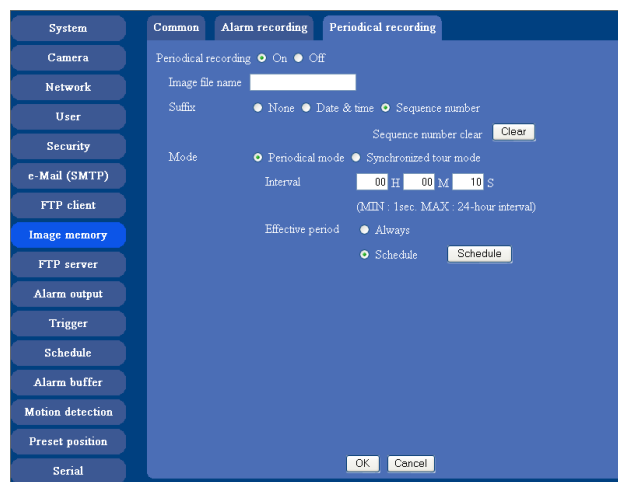 System
Camera
Network
User
Security
e-Mail (SMTP)
FTP client
Image memory
FTP server
Alarm output
Trigger
Schedule
Alarm buffer
Motion detection
Preset position
Serial
Common Alarm recording Periodical recording
Periodical recording On Off
Image file name
Suffix None Date & time Sequence number
Sequence number clear Clear
Mode Periodical mode Synchronized tour mode
Interval 00 H 00 M 10 S
(MIN : 1sec. MAX : 24-hour interval)
Effective period Always
Schedule Schedule
OK Cancel